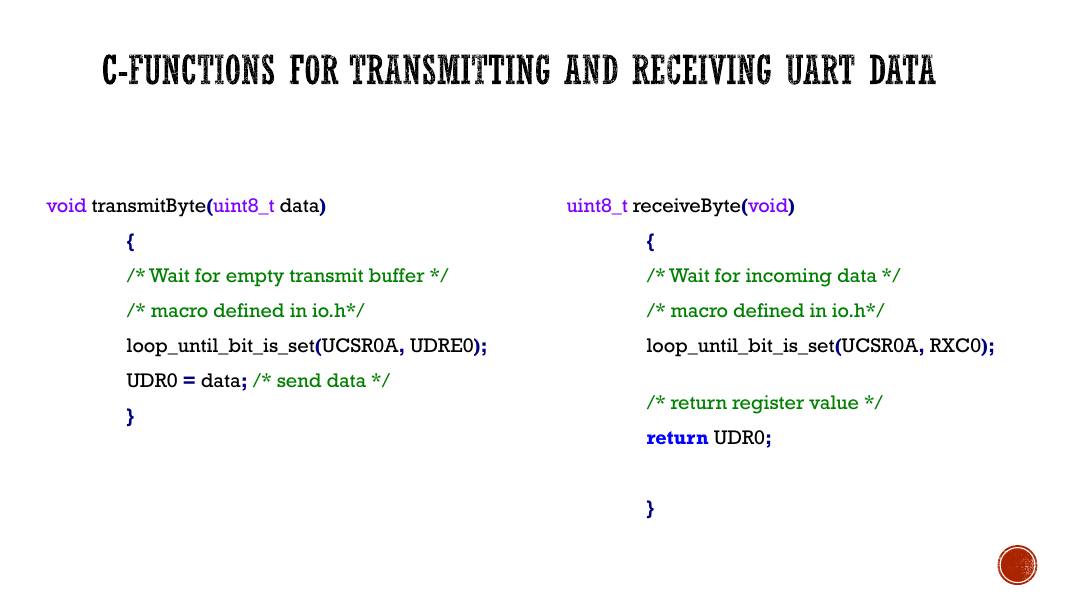 C-FUNCTIONS FOR TRANSMITTING AND RECEIVING UART DATA
void transmitByte(uint8_t data)
{
/* Wait for empty transmit buffer */
/* macro defined in io.h*/
loop_until_bit_is_set(UCSR0A, UDRE0);
UDR0 = data; /* send data */
}
uint8_t receiveByte(void)
{
/* Wait for incoming data */
/* macro defined in io.h*/
loop_until_bit_is_set(UCSR0A, RXC0);
/* return register value */
return UDR0;
}